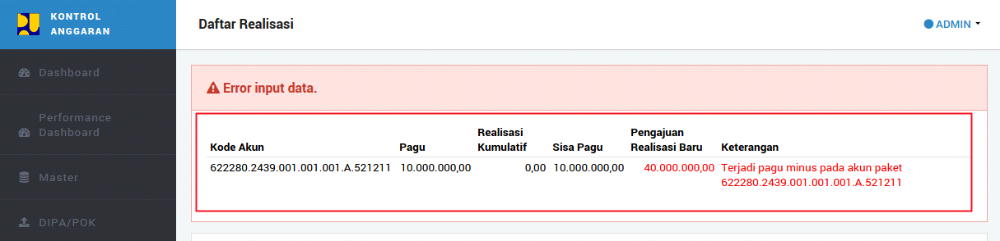 KONTROL
ANGGARAN
Daftar Realisasi
ADMIN
Dashboard
Performance
Dashboard
Master
DIPA/POK
Error input data.
Kode Akun Pagu Realisasi Kumulatif Sisa Pagu Pengajuan Realisasi Baru Keterangan
622280.2439.001.001.001.A.521211 10.000.000,00 0,00 10.000.000,00 40.000.000,00 Terjadi pagu minus pada akun paket
622280.2439.001.001.001.A.521211